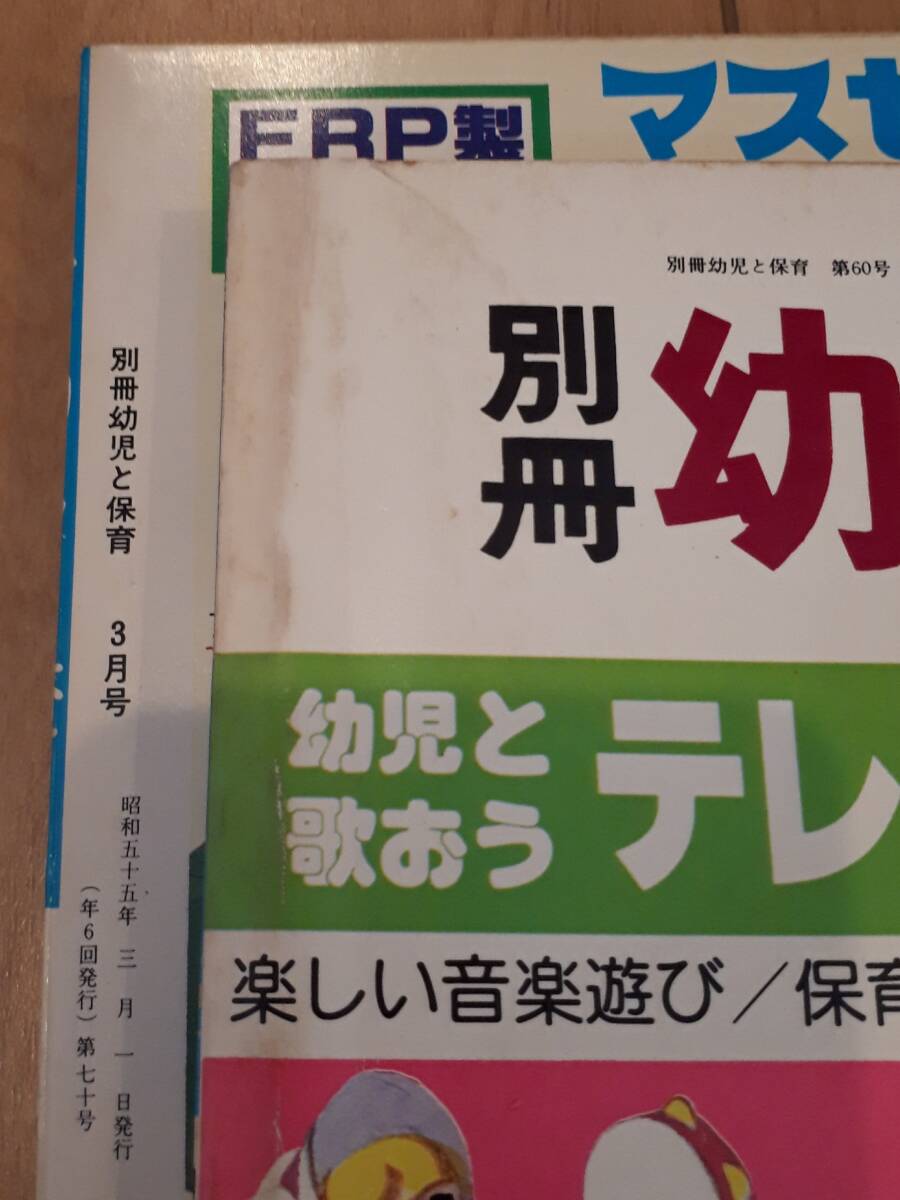 FRP製
マスセ
別冊幼児と保育 3月号
昭和五十五年三月一日発行
(年6回発行)第七十号
別冊幼児と保育 第60号
別冊
幼
幼児と
歌おう
テレ
楽しい音楽遊び/保育